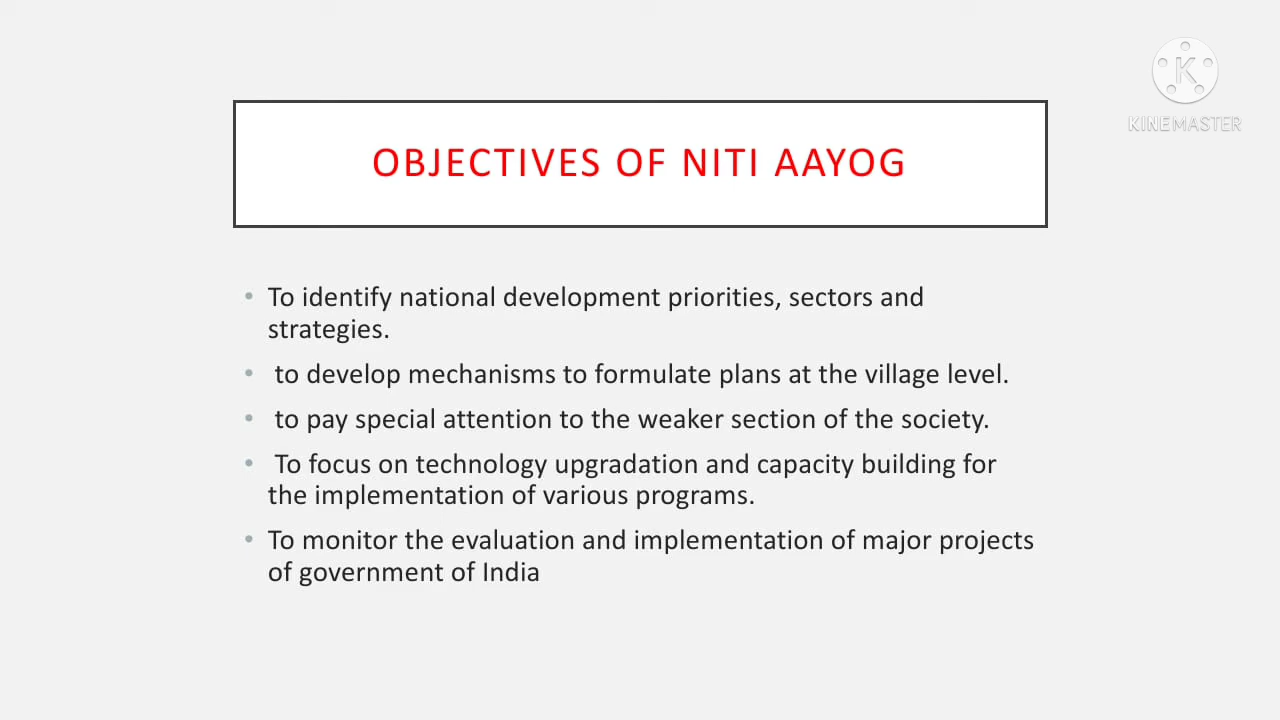 KINEMASTER
OBJECTIVES OF NITI AAYOG
• To identify national development priorities, sectors and
strategies.
• to develop mechanisms to formulate plans at the village level.
• to pay special attention to the weaker section of the society.
• To focus on technology upgradation and capacity building for
the implementation of various programs.
• To monitor the evaluation and implementation of major projects
of government of India